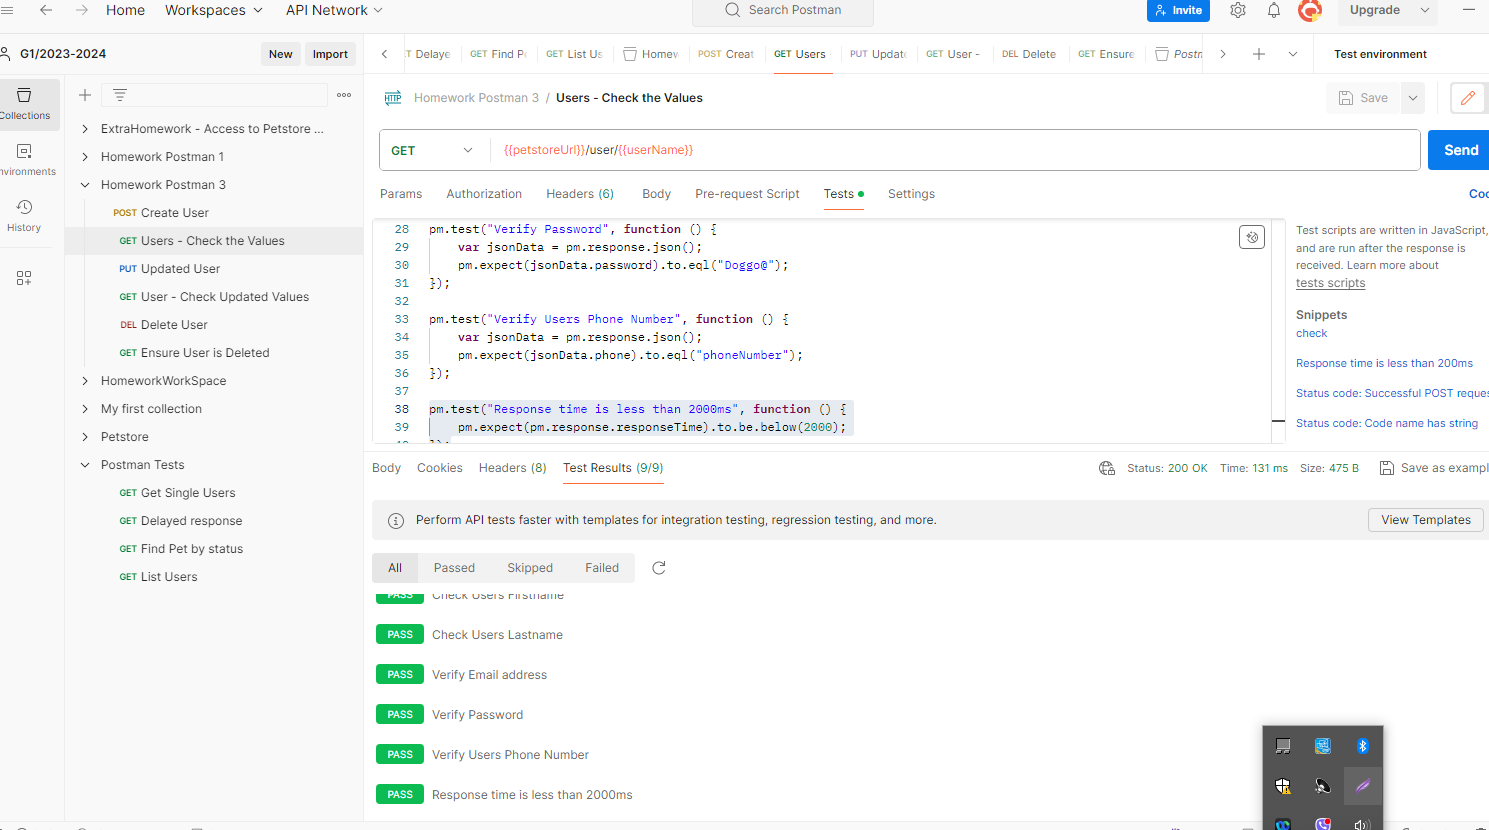 Home
Workspaces
API Network
Search Postman
Invite
Upgrade
G1/2023-2024
New
Import
Delaye
GET Find P
GET List Us
Homew
POST Creat
GET Users
PUT Updat
GET User -
DEL Delete
GET Ensure
Postm
Test environment
Collections
nvironments
History
ExtraHomework - Access to Petstore ...
Homework Postman 1
Homework Postman 3
POST Create User
GET Users - Check the Values
PUT Updated User
GET User - Check Updated Values
DEL Delete User
GET Ensure User is Deleted
HomeworkWorkSpace
My first collection
Petstore
Postman Tests
GET Get Single Users
GET Delayed response
GET Find Pet by status
GET List Users
HTTP
Homework Postman 3 / Users - Check the Values
Save
GET
{{petstoreUrl}}/user/{{userName}}
Send
Params
Authorization
Headers (6)
Body
Pre-request Script
Tests
Settings
Coo
28 pm.test("Verify Password", function () {
29 var jsonData = pm.response.json();
30 pm.expect(jsonData.password).to.eql("Doggo@");
31 });
32
33 pm.test("Verify Users Phone Number", function () {
34 var jsonData = pm.response.json();
35 pm.expect(jsonData.phone).to.eql("phoneNumber");
36 });
37
38 pm.test("Response time is less than 2000ms", function () {
39 pm.expect(pm.response.responseTime).to.be.below(2000);
Test scripts are written in JavaScript,
and are run after the response is
received. Learn more about
tests scripts
Snippets
check
Response time is less than 200ms
Status code: Successful POST reques
Status code: Code name has string
Body
Cookies
Headers (8)
Test Results (9/9)
Status: 200 OK
Time: 131 ms
Size: 475 B
Save as exampl
Perform API tests faster with templates for integration testing, regression testing, and more.
View Templates
All
Passed
Skipped
Failed
PASS Check Users Firstname
PASS Check Users Lastname
PASS Verify Email address
PASS Verify Password
PASS Verify Users Phone Number
PASS Response time is less than 2000ms